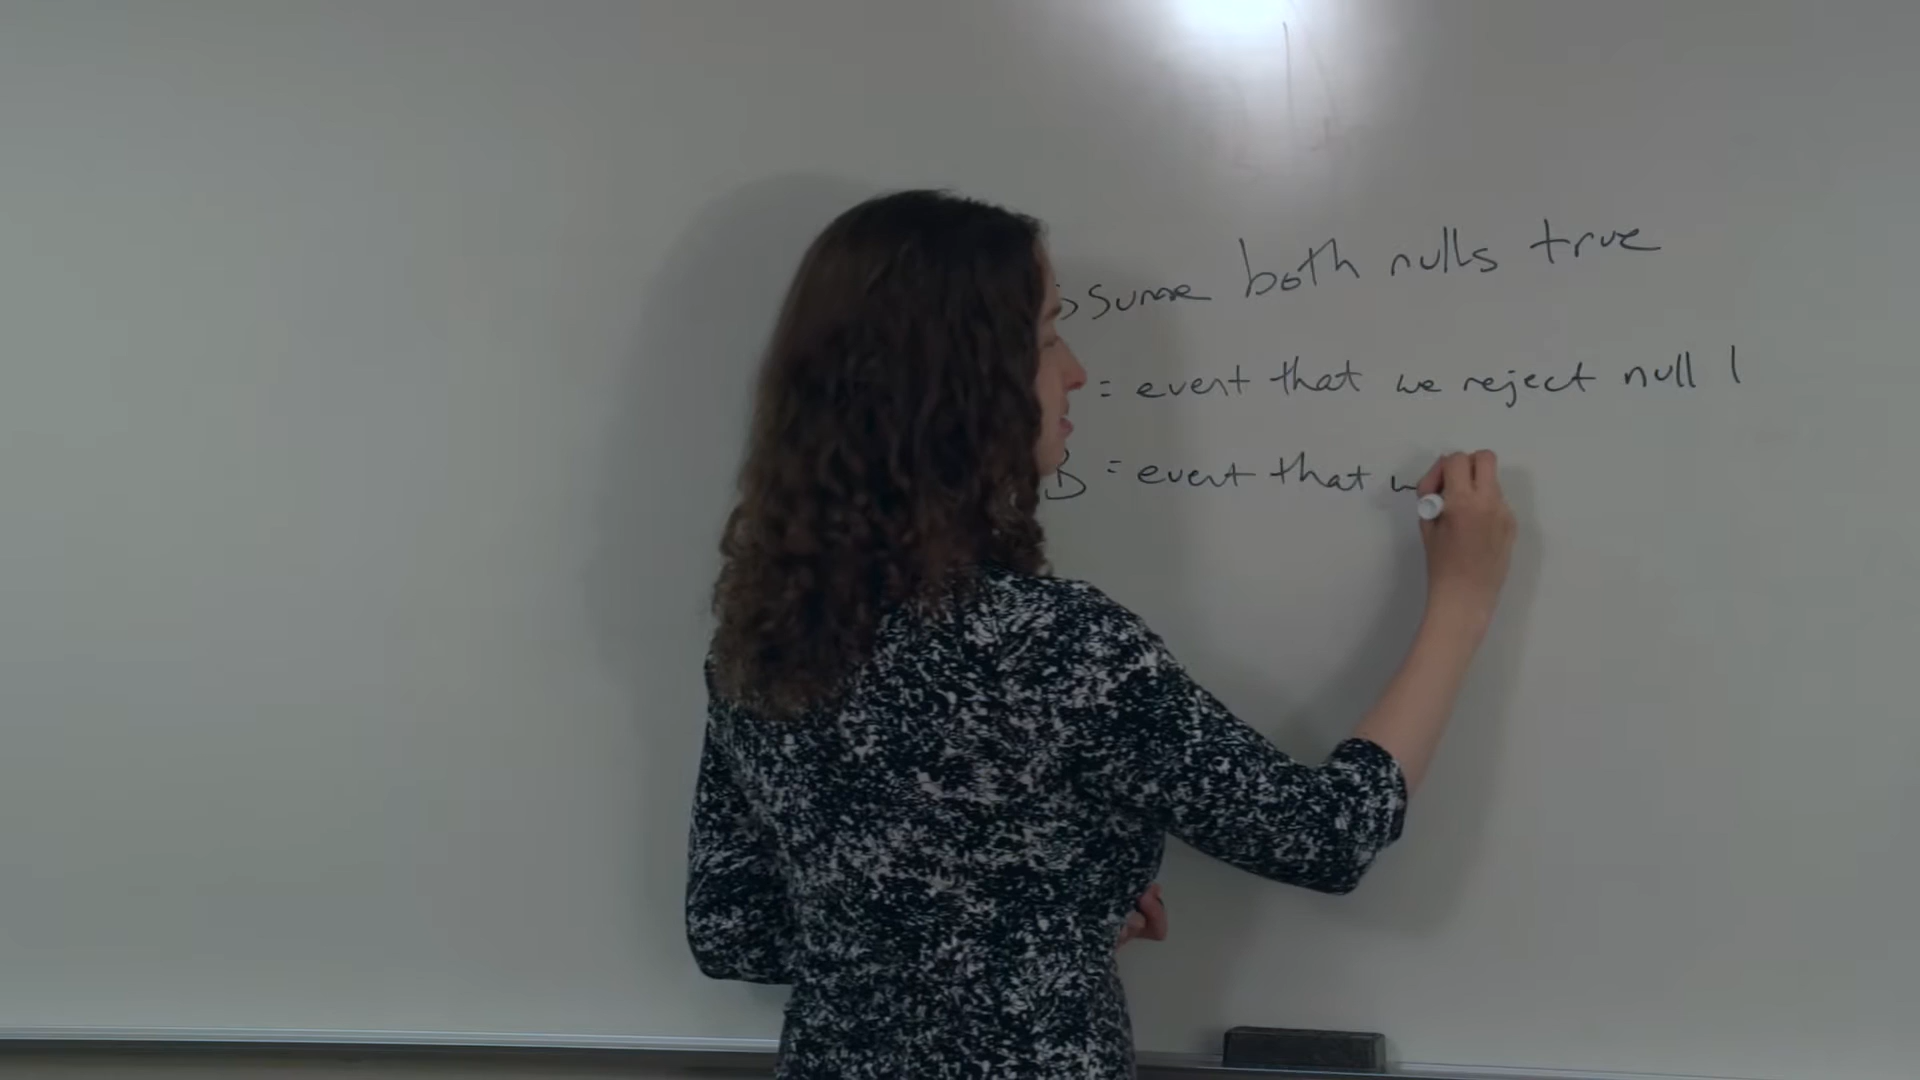 ssume both nulls true
= event that we reject null 1
B = event that w